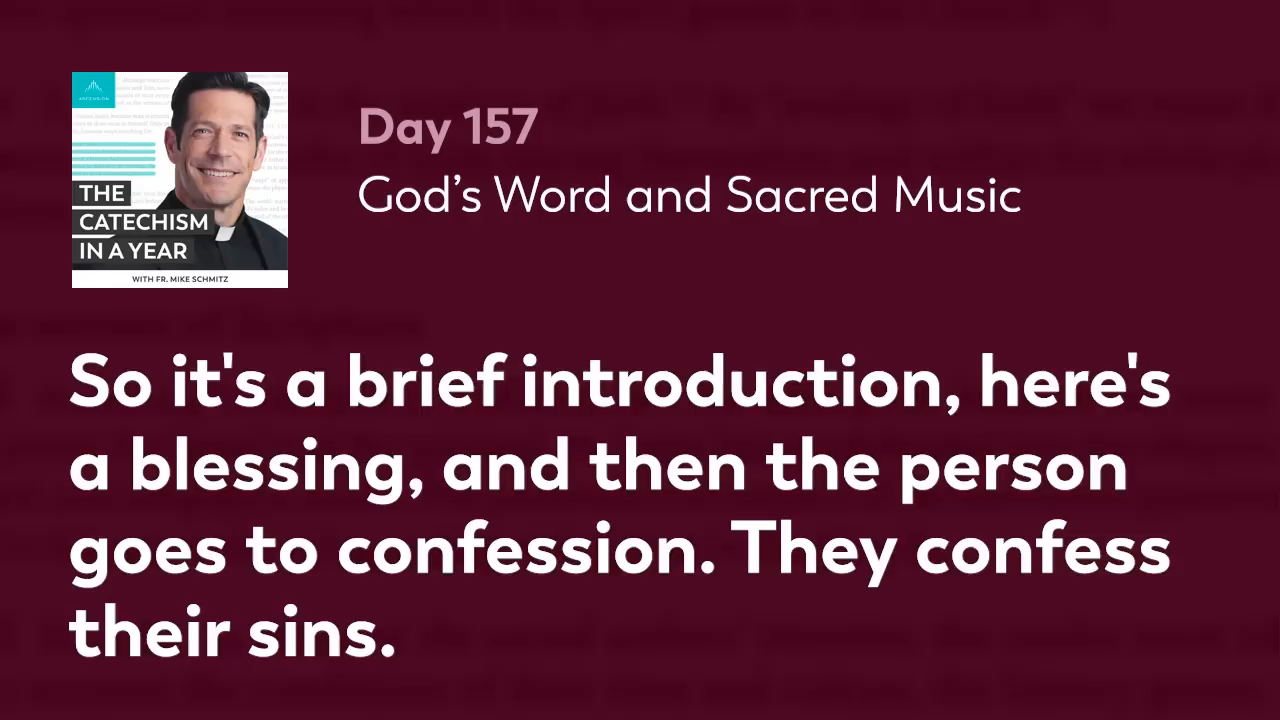 Day 157
God’s Word and Sacred Music
ASCENSION
THE
CATECHISM
IN A YEAR
WITH FR. MIKE SCHMITZ
So it's a brief introduction, here's
a blessing, and then the person
goes to confession. They confess
their sins.